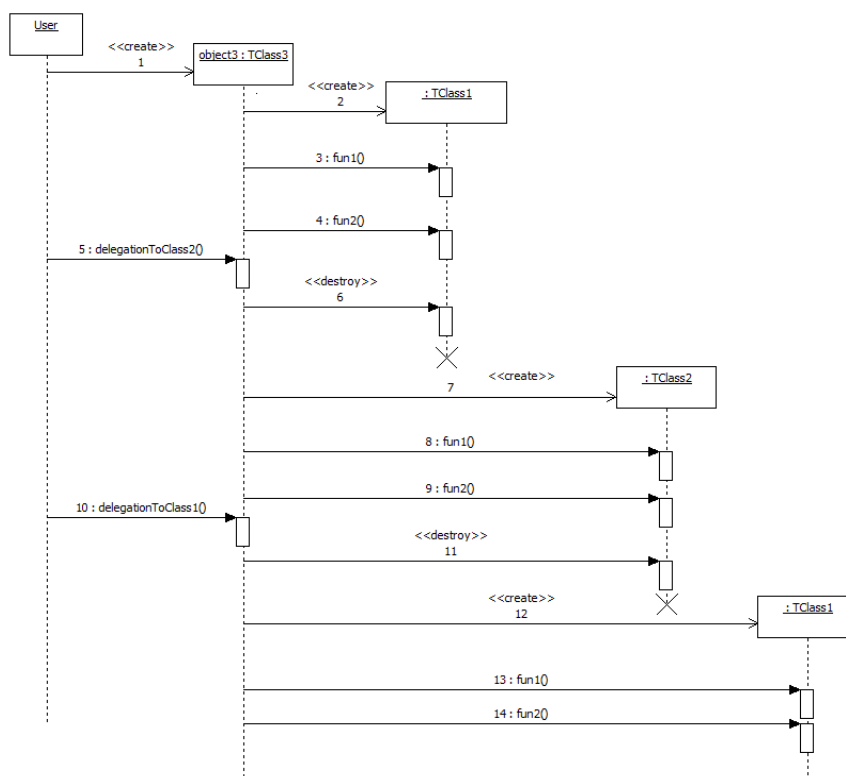 User
<<create>>
1
object3 : TClass3
<<create>>
2
: TClass1
3 : fun1()
4 : fun2()
5 : delegationToClass2()
<<destroy>>
6
<<create>>
7
: TClass2
8 : fun1()
9 : fun2()
10 : delegationToClass1()
<<destroy>>
11
<<create>>
12
: TClass1
13 : fun1()
14 : fun2()